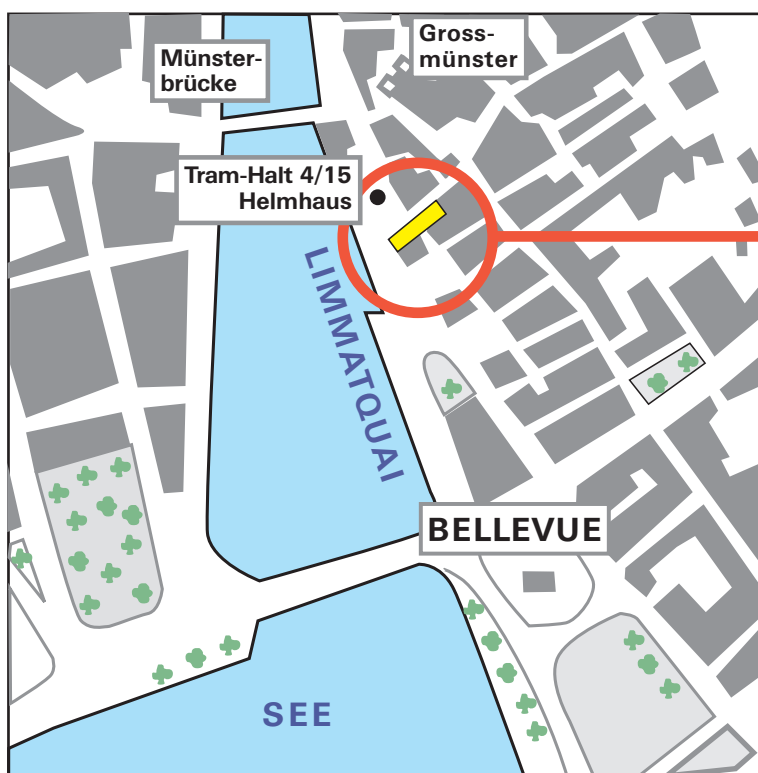 Münster-
brücke
Gross-
münster
Tram-Halt 4/15
Helmhaus
LIMMATQUAI
BELLEVUE
SEE